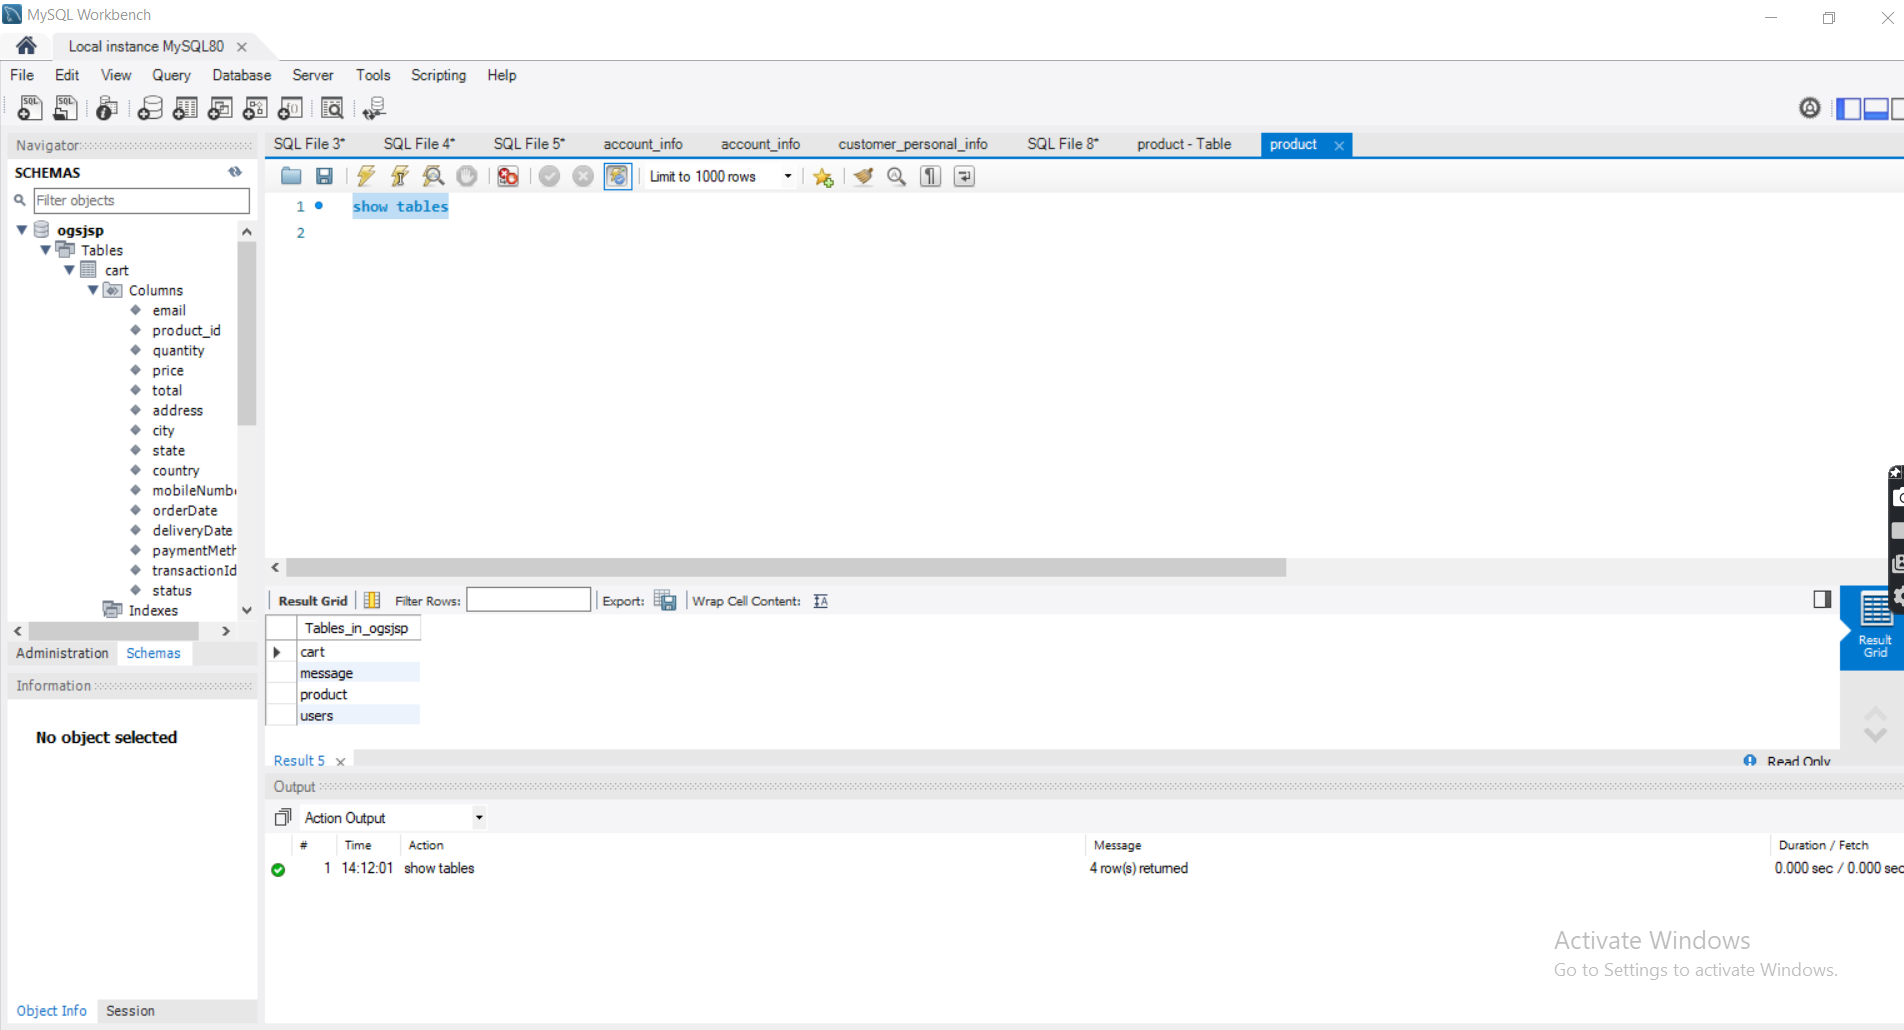 MySQL Workbench
Local instance MySQL80
File Edit View Query Database Server Tools Scripting Help
Navigator
SQL File 3* SQL File 4* SQL File 5* account_info account_info customer_personal_info SQL File 8* product - Table product
SCHEMAS
Limit to 1000 rows
Filter objects
1 show tables
2
ogsjsp
Tables
cart
Columns
email
product_id
quantity
price
total
address
city
state
country
mobileNumb
orderDate
deliveryDate
paymentMeth
transactionId
status
Indexes
Administration Schemas
Information
No object selected
Object Info Session
Result Grid Filter Rows: Export: Wrap Cell Content:
Tables_in_ogsjsp
cart
message
product
users
Result
Grid
Result 5
Read Only
Output
Action Output
# Time Action Message Duration / Fetch
1 14:12:01 show tables 4 row(s) returned 0.000 sec / 0.000 sec
Activate Windows
Go to Settings to activate Windows.